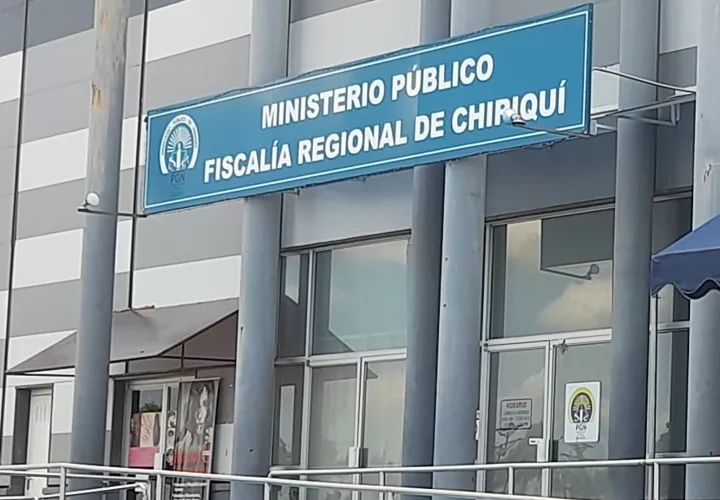 MINISTERIO PÚBLICO
FISCALÍA REGIONAL DE CHIRIQUÍ
PGN
HORARIO
PGN